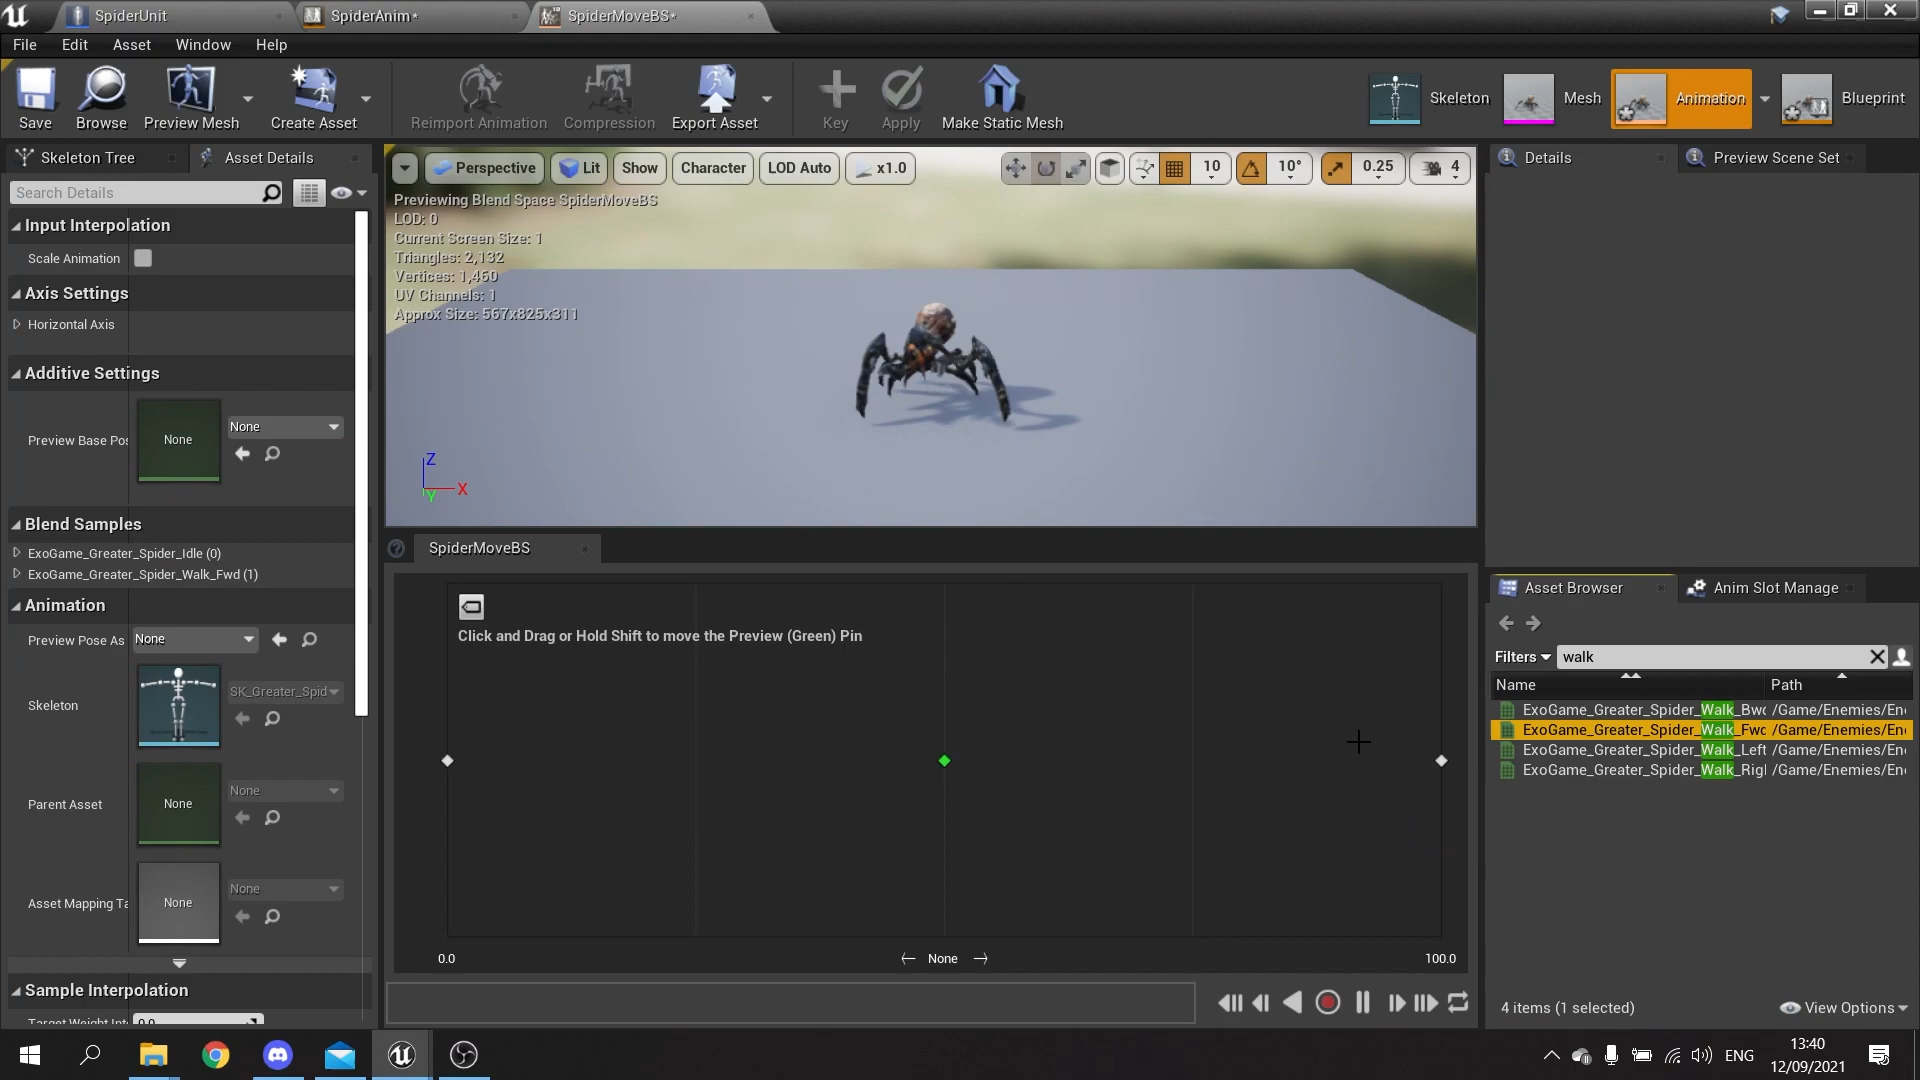 SpiderUnit
SpiderAnim*
SpiderMoveBS*
File Edit Asset Window Help
Save
Browse
Preview Mesh
Create Asset
Reimport Animation
Compression
Export Asset
Key
Apply
Make Static Mesh
Skeleton
Mesh
Animation
Blueprint
Skeleton Tree
Asset Details
Search Details
Input Interpolation
Scale Animation
Axis Settings
Horizontal Axis
Additive Settings
Preview Base Pos
None
None
Blend Samples
ExoGame_Greater_Spider_Idle (0)
ExoGame_Greater_Spider_Walk_Fwd (1)
Animation
Preview Pose As
None
Skeleton
SK_Greater_Spid
Parent Asset
None
None
Asset Mapping Ta
None
None
Sample Interpolation
Target Weight Int
0.0
Perspective
Lit
Show
Character
LOD Auto
x1.0
10
10°
0.25
4
Previewing Blend Space SpiderMoveBS
LOD: 0
Current Screen Size: 1
Triangles: 2,132
Vertices: 1,460
UV Channels: 1
Approx Size: 567x825x311
Z
X
Y
SpiderMoveBS
Click and Drag or Hold Shift to move the Preview (Green) Pin
0.0
None
100.0
Details
Preview Scene Set
Asset Browser
Anim Slot Manage
Filters
walk
Name
Path
ExoGame_Greater_Spider_Walk_Bwd /Game/Enemies/En
ExoGame_Greater_Spider_Walk_Fwd /Game/Enemies/En
ExoGame_Greater_Spider_Walk_Left /Game/Enemies/En
ExoGame_Greater_Spider_Walk_Rig /Game/Enemies/En
4 items (1 selected)
View Options
ENG
13:40
12/09/2021